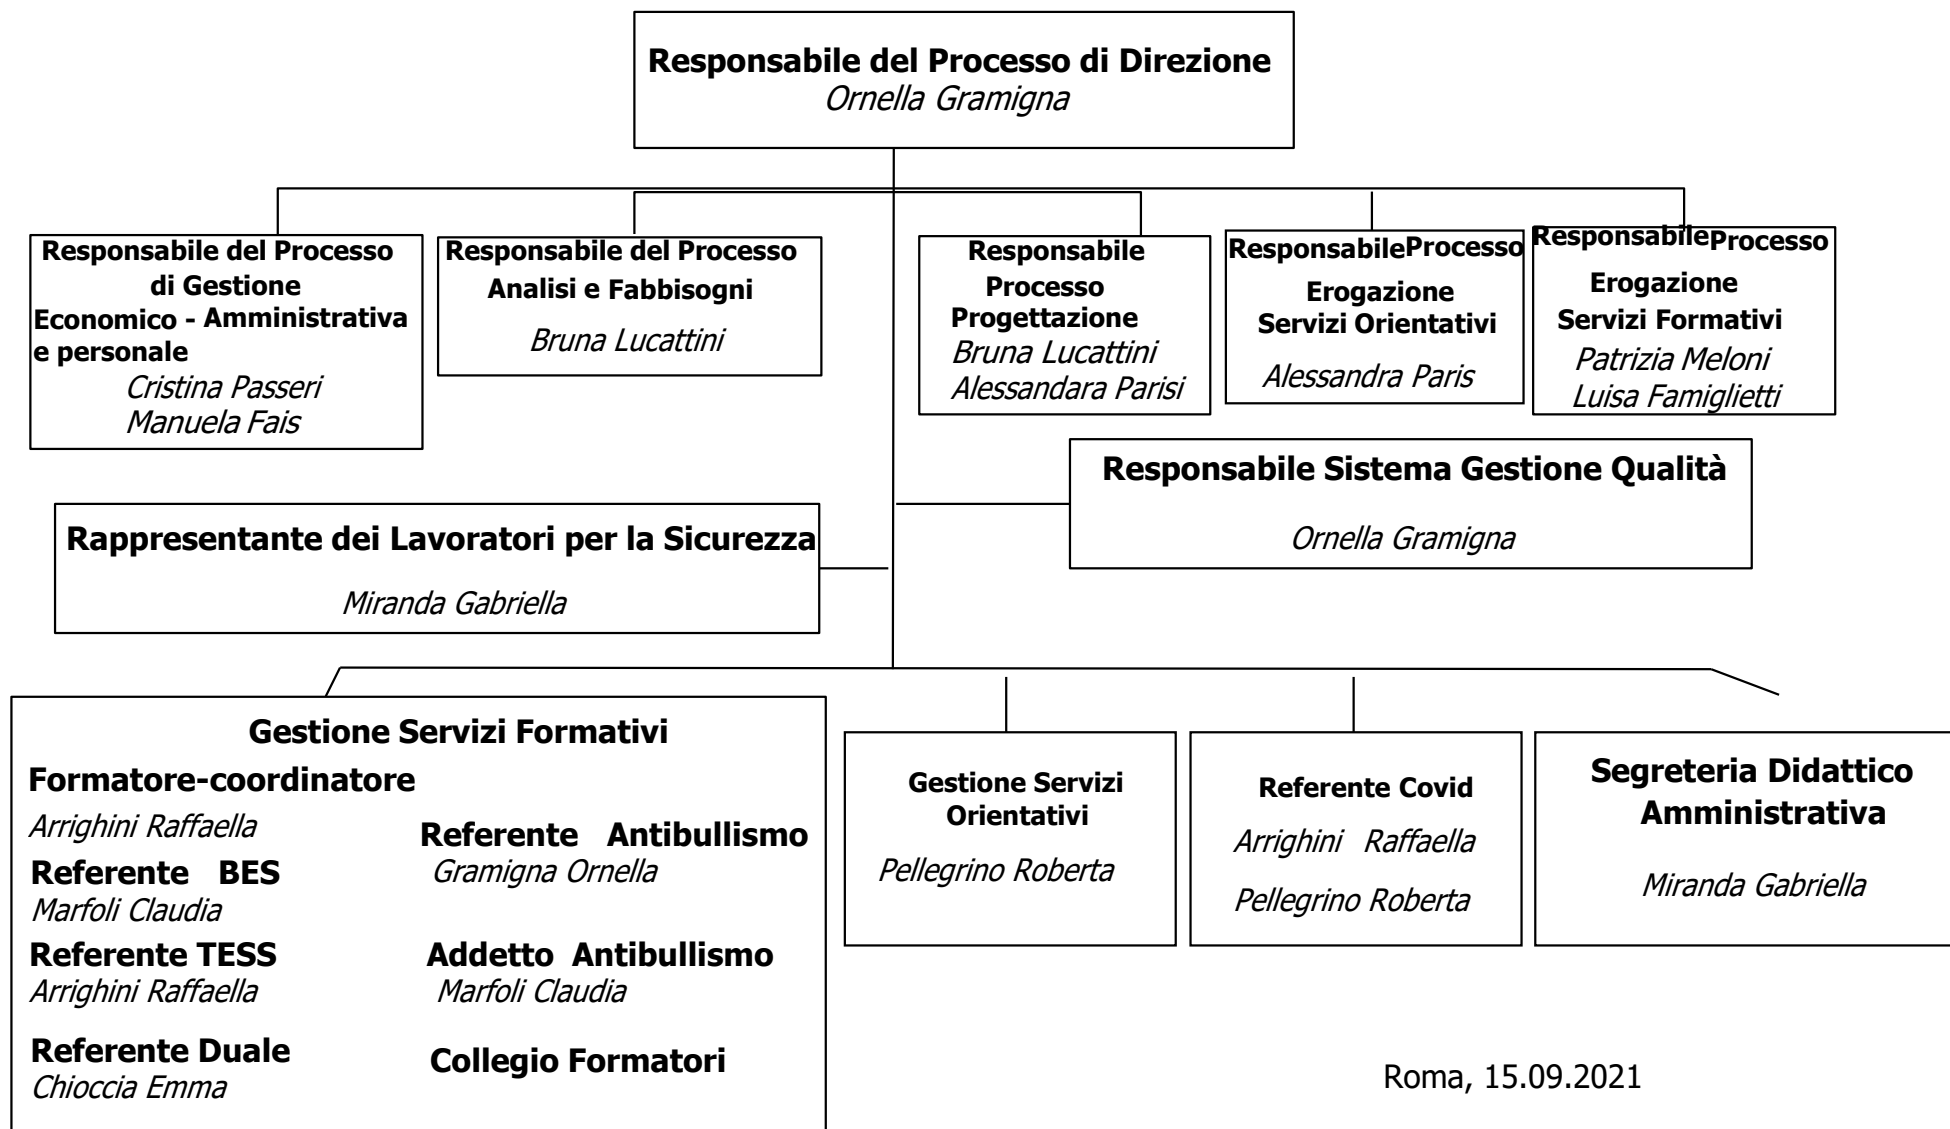 Responsabile del Processo di Direzione
Ornella Gramigna
Responsabile del Processo
di Gestione
Economico - Amministrativa
e personale
Cristina Passeri
Manuela Fais
Responsabile del Processo
Analisi e Fabbisogni
Bruna Lucattini
Responsabile
Processo
Progettazione
Bruna Lucattini
Alessandara Parisi
Responsabile Processo
Erogazione
Servizi Orientativi
Alessandra Paris
Responsabile Processo
Erogazione
Servizi Formativi
Patrizia Meloni
Luisa Famiglietti
Responsabile Sistema Gestione Qualità
Ornella Gramigna
Rappresentante dei Lavoratori per la Sicurezza
Miranda Gabriella
Gestione Servizi Formativi
Formatore-coordinatore
Arrighini Raffaella
Referente BES
Marfoli Claudia
Referente TESS
Arrighini Raffaella
Referente Duale
Chioccia Emma
Referente Antibullismo
Gramigna Ornella
Addetto Antibullismo
Marfoli Claudia
Collegio Formatori
Gestione Servizi
Orientativi
Pellegrino Roberta
Referente Covid
Arrighini Raffaella
Pellegrino Roberta
Segreteria Didattico
Amministrativa
Miranda Gabriella
Roma, 15.09.2021